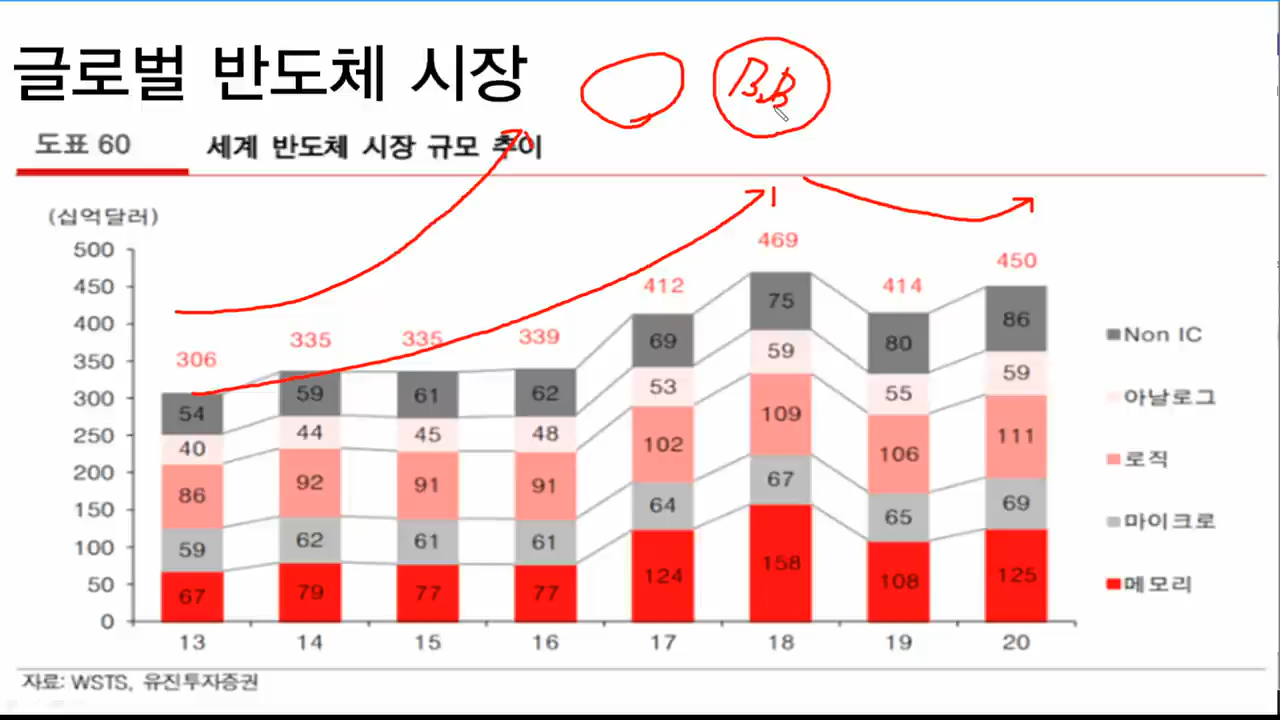 글로벌 반도체 시장
도표 60 세계 반도체 시장 규모 추이
(십억달러)
500
450
400
350
300
250
200
150
100
50
0
306 335 335 339 412 469 414 450
54 59 61 62 69 75 80 86
40 44 45 48 53 59 55 59
86 92 91 91 102 109 106 111
59 62 61 61 64 67 65 69
67 79 77 77 124 158 108 125
13 14 15 16 17 18 19 20
Non IC
아날로그
로직
마이크로
메모리
자료: WSTS, 유진투자증권